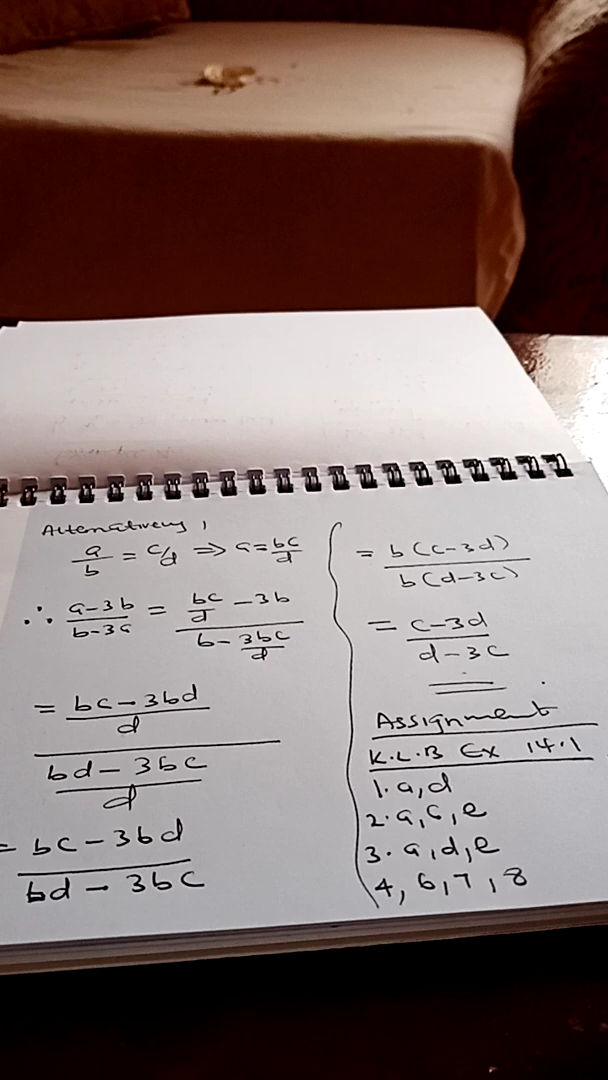 Alternatively,
a/b = c/d ⇒ a = bc/d
∴ (a-3b)/(b-3a) = (bc/d - 3b)/(b - 3bc/d)
= ((bc - 3bd)/d)/((bd - 3bc)/d)
= (bc - 3bd)/(bd - 3bc)
= b(c-3d)/b(d-3c)
= (c-3d)/(d-3c)
Assignment
K.L.B Ex 14.1
1. a, d
2. a, c, e
3. a, d, e
4, 6, 7, 8